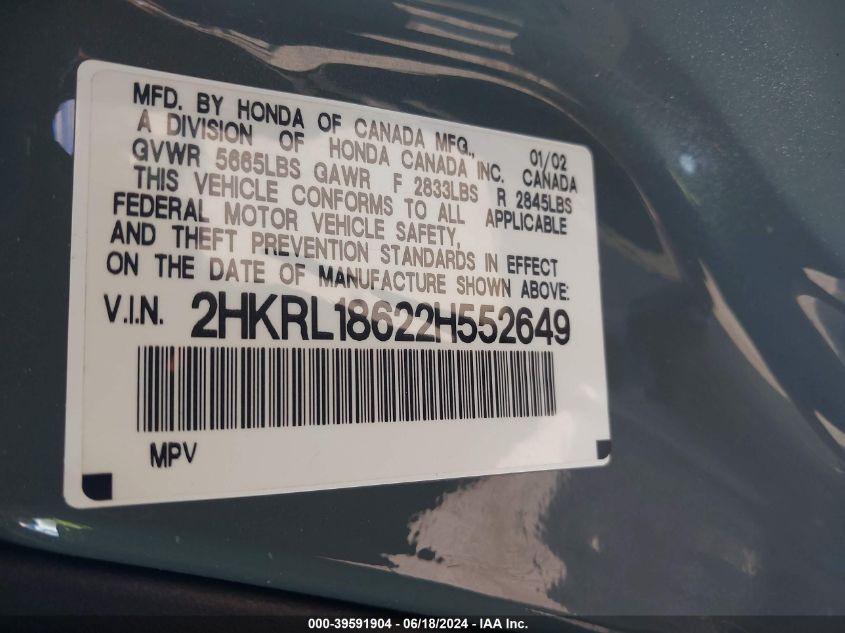 MFD. BY HONDA OF CANADA MFG., 01/02
A DIVISION OF HONDA CANADA INC. CANADA
GVWR 5665LBS GAWR F 2833LBS R 2845LBS
THIS VEHICLE CONFORMS TO ALL APPLICABLE
FEDERAL MOTOR VEHICLE SAFETY,
AND THEFT PREVENTION STANDARDS IN EFFECT
ON THE DATE OF MANUFACTURE SHOWN ABOVE:
V.I.N. 2HKRL18622H552649
MPV
000-39591904 - 06/18/2024 - IAA Inc.